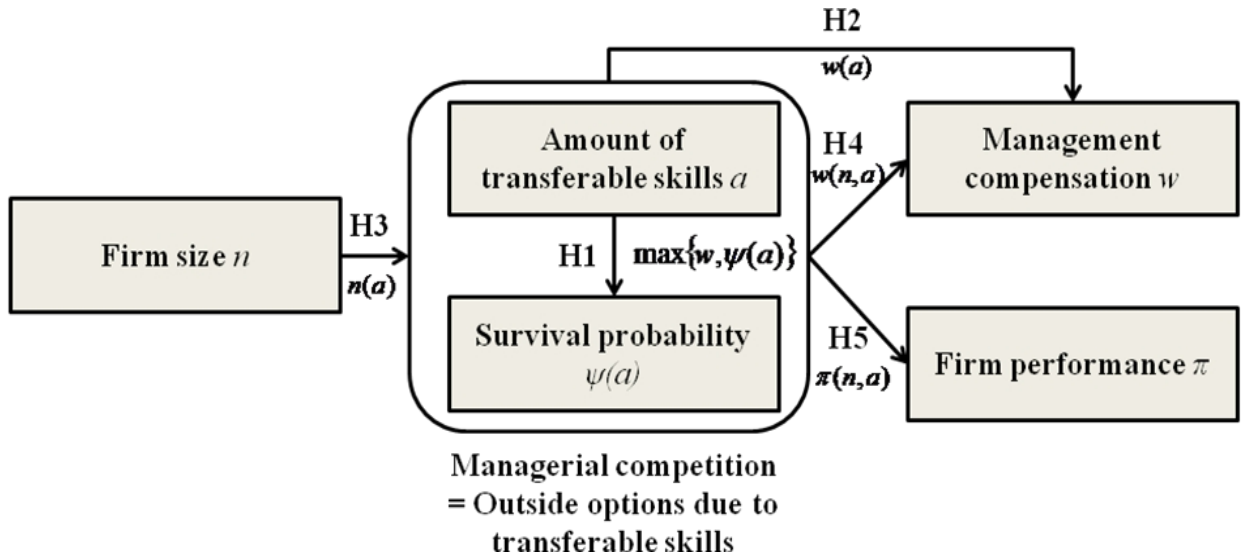 H2
w(a)
Amount of
transferable skills a
Management
compensation w
H4
w(n,a)
Firm size n
H3
n(a)
H1
max{w,ψ(a)}
Survival probability
ψ(a)
H5
π(n,a)
Firm performance π
Managerial competition
= Outside options due to
transferable skills